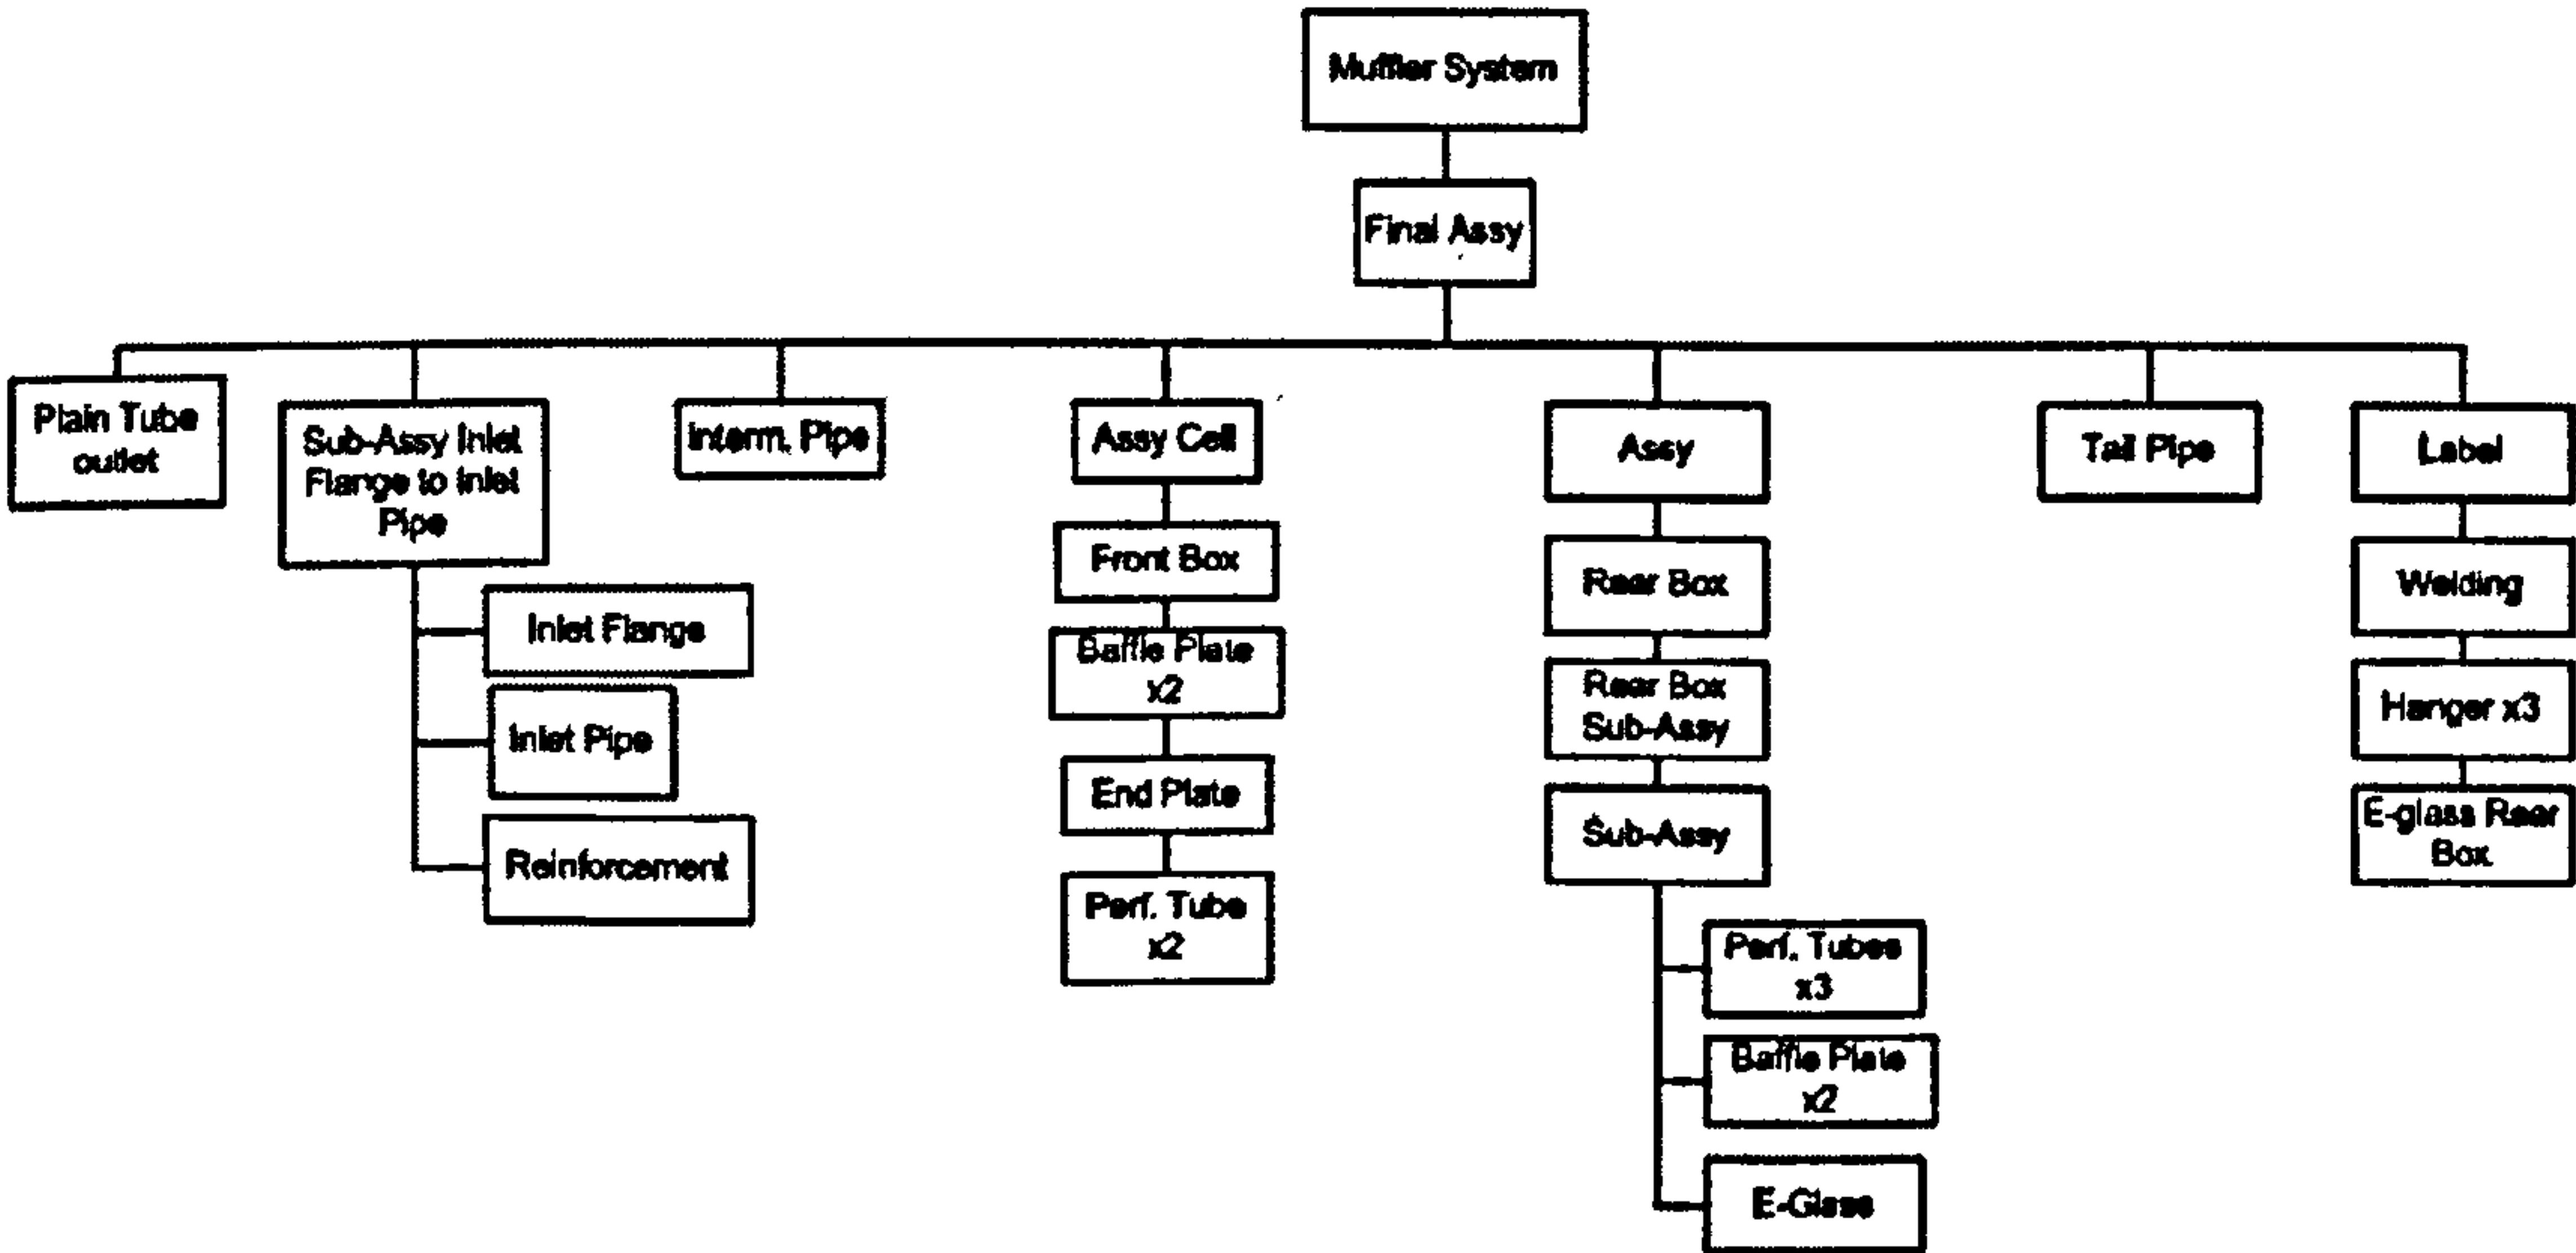 Muffler System
Final Assy
Plain Tube
outlet
Sub-Assy Inlet
Flange to Inlet
Pipe
Interm. Pipe
Assy Cell
Assy
Tail Pipe
Label
Inlet Flange
Inlet Pipe
Reinforcement
Front Box
Baffle Plate
x2
End Plate
Perf. Tube
x2
Rear Box
Rear Box
Sub-Assy
Sub-Assy
Perf. Tubes
x3
Baffle Plate
x2
E-Glass
Welding
Hanger x3
E-glass Rear
Box.